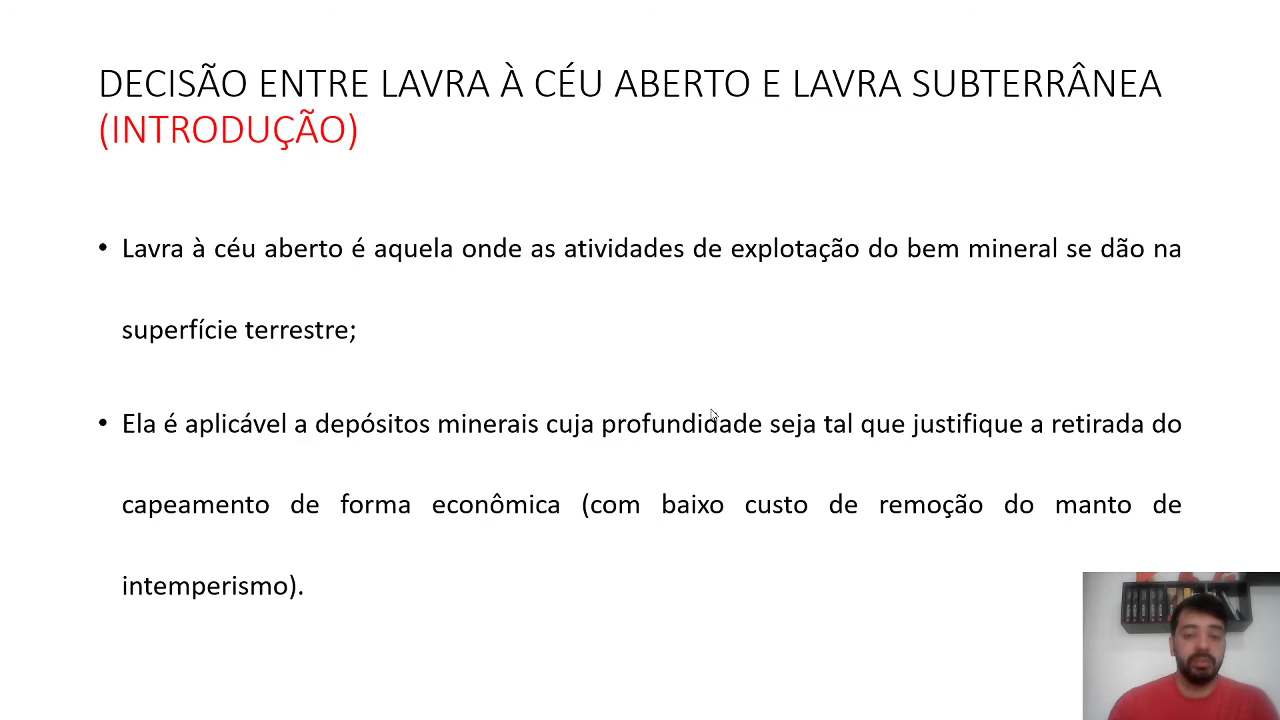 DECISÃO ENTRE LAVRA À CÉU ABERTO E LAVRA SUBTERRÂNEA
(INTRODUÇÃO)
• Lavra à céu aberto é aquela onde as atividades de explotação do bem mineral se dão na
superfície terrestre;
• Ela é aplicável a depósitos minerais cuja profundidade seja tal que justifique a retirada do
capeamento de forma econômica (com baixo custo de remoção do manto de
intemperismo).